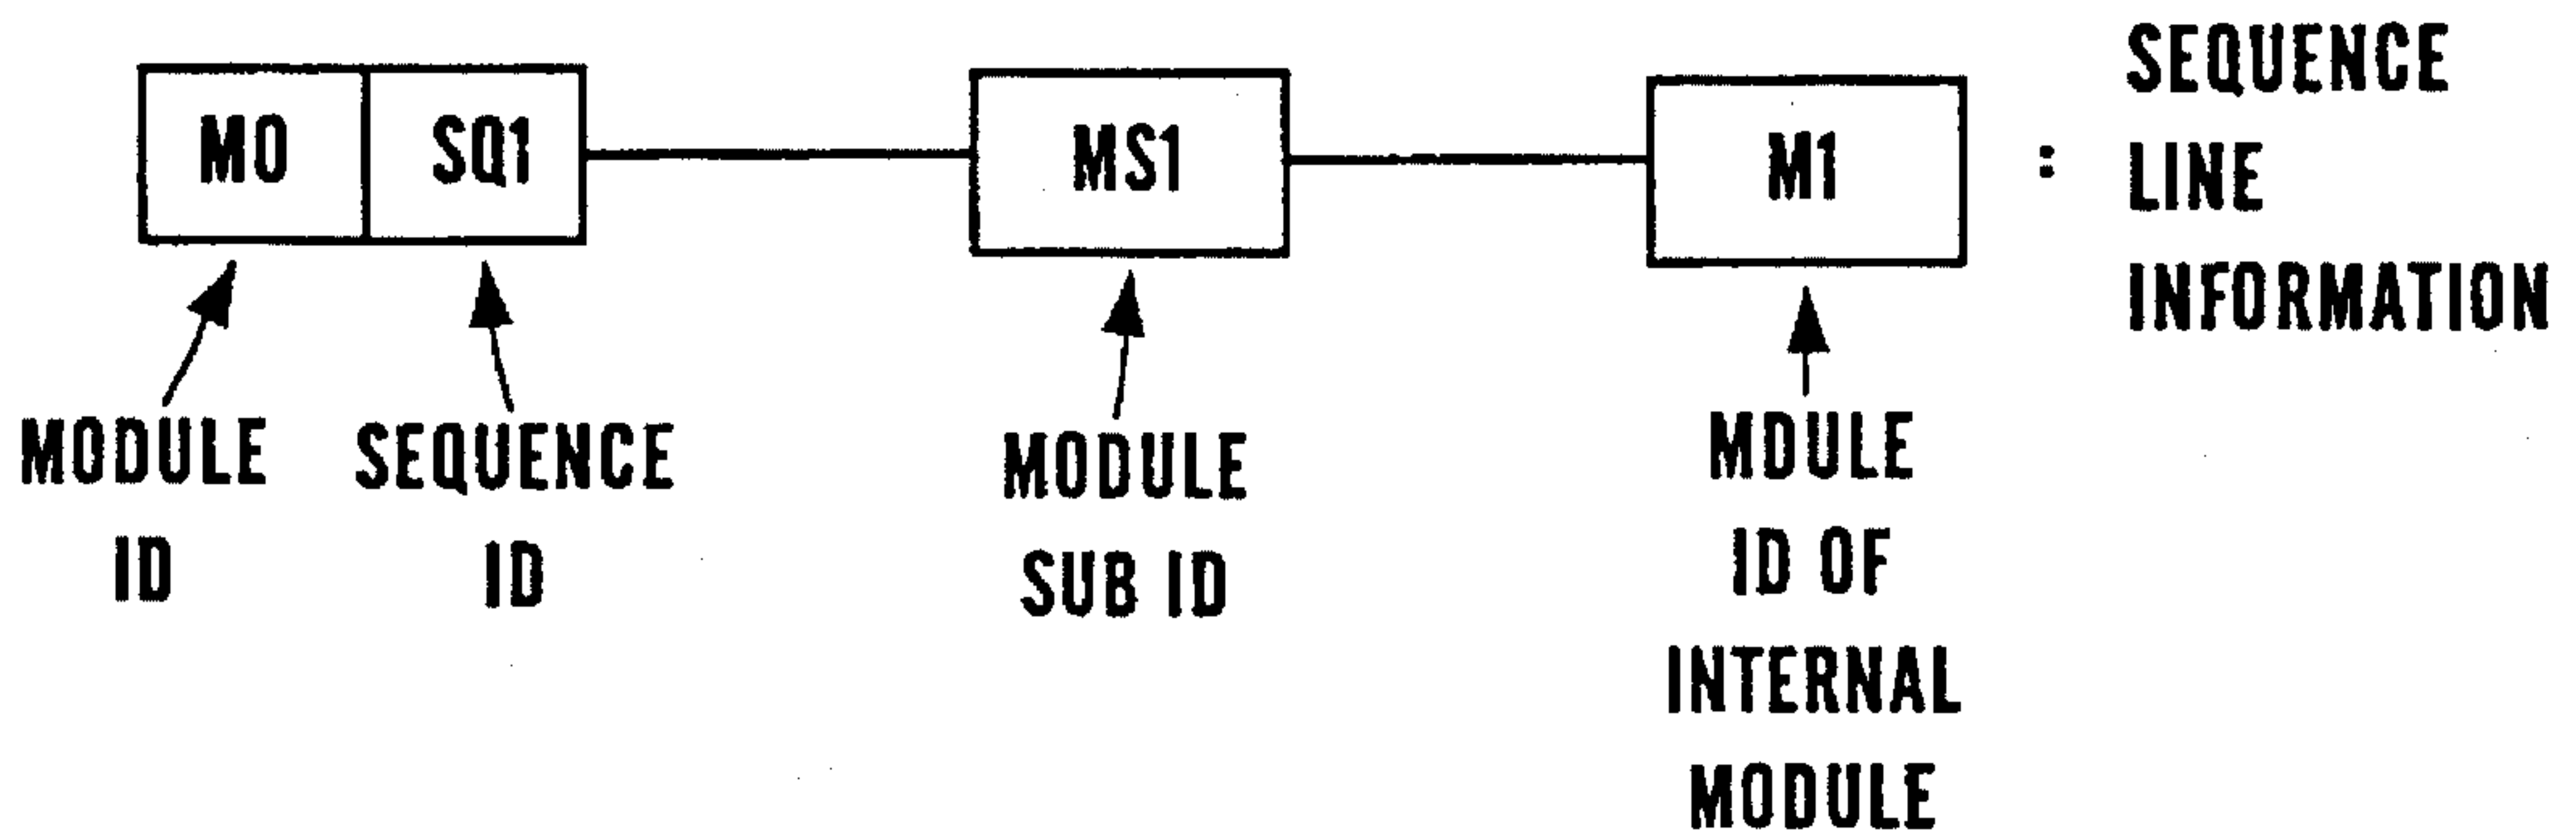 M0 SQ1 MS1 M1 : SEQUENCE
LINE
INFORMATION
MODULE
ID
SEQUENCE
ID
MODULE
SUB ID
MDULE
ID OF
INTERNAL
MODULE